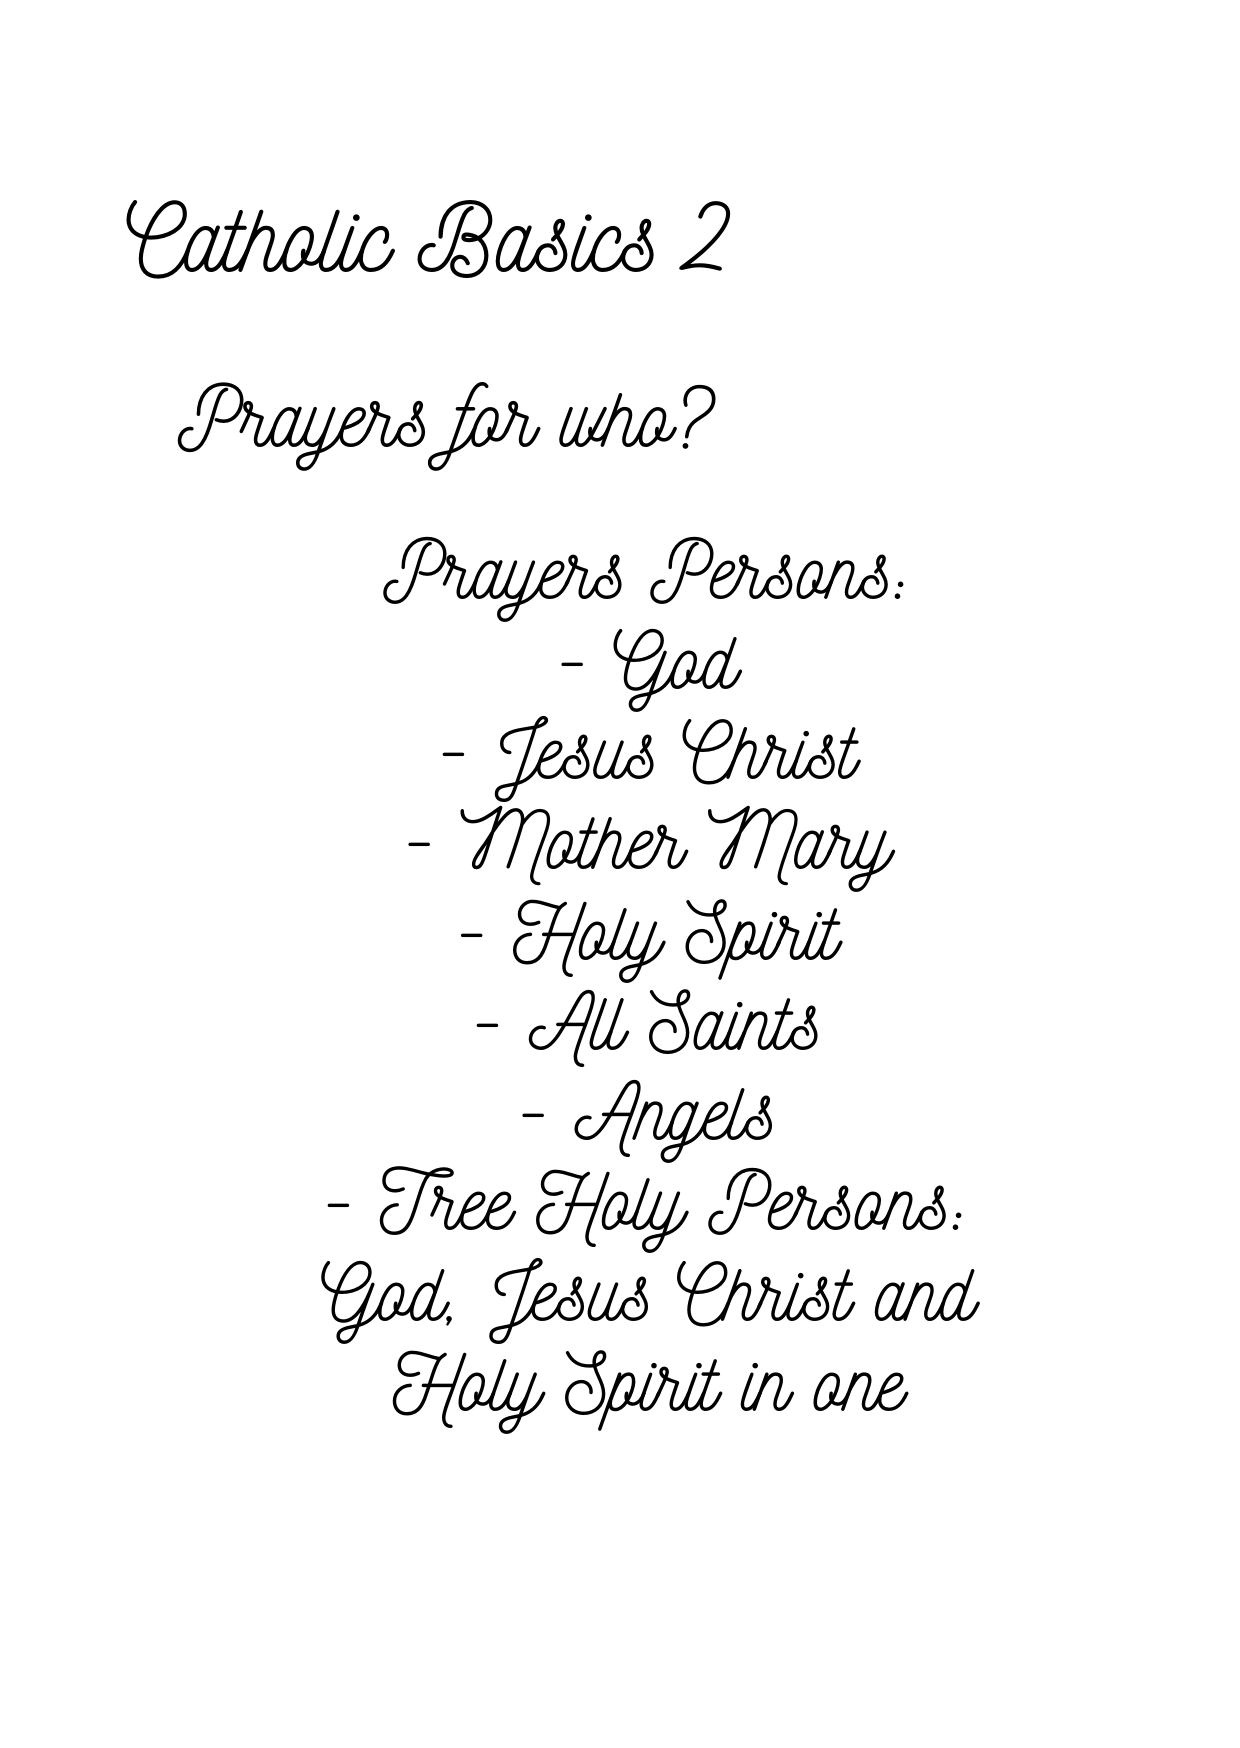 Catholic Basics 2
Prayers for who?
Prayers Persons:
- God
- Jesus Christ
- Mother Mary
- Holy Spirit
- All Saints
- Angels
- Tree Holy Persons:
God, Jesus Christ and
Holy Spirit in one